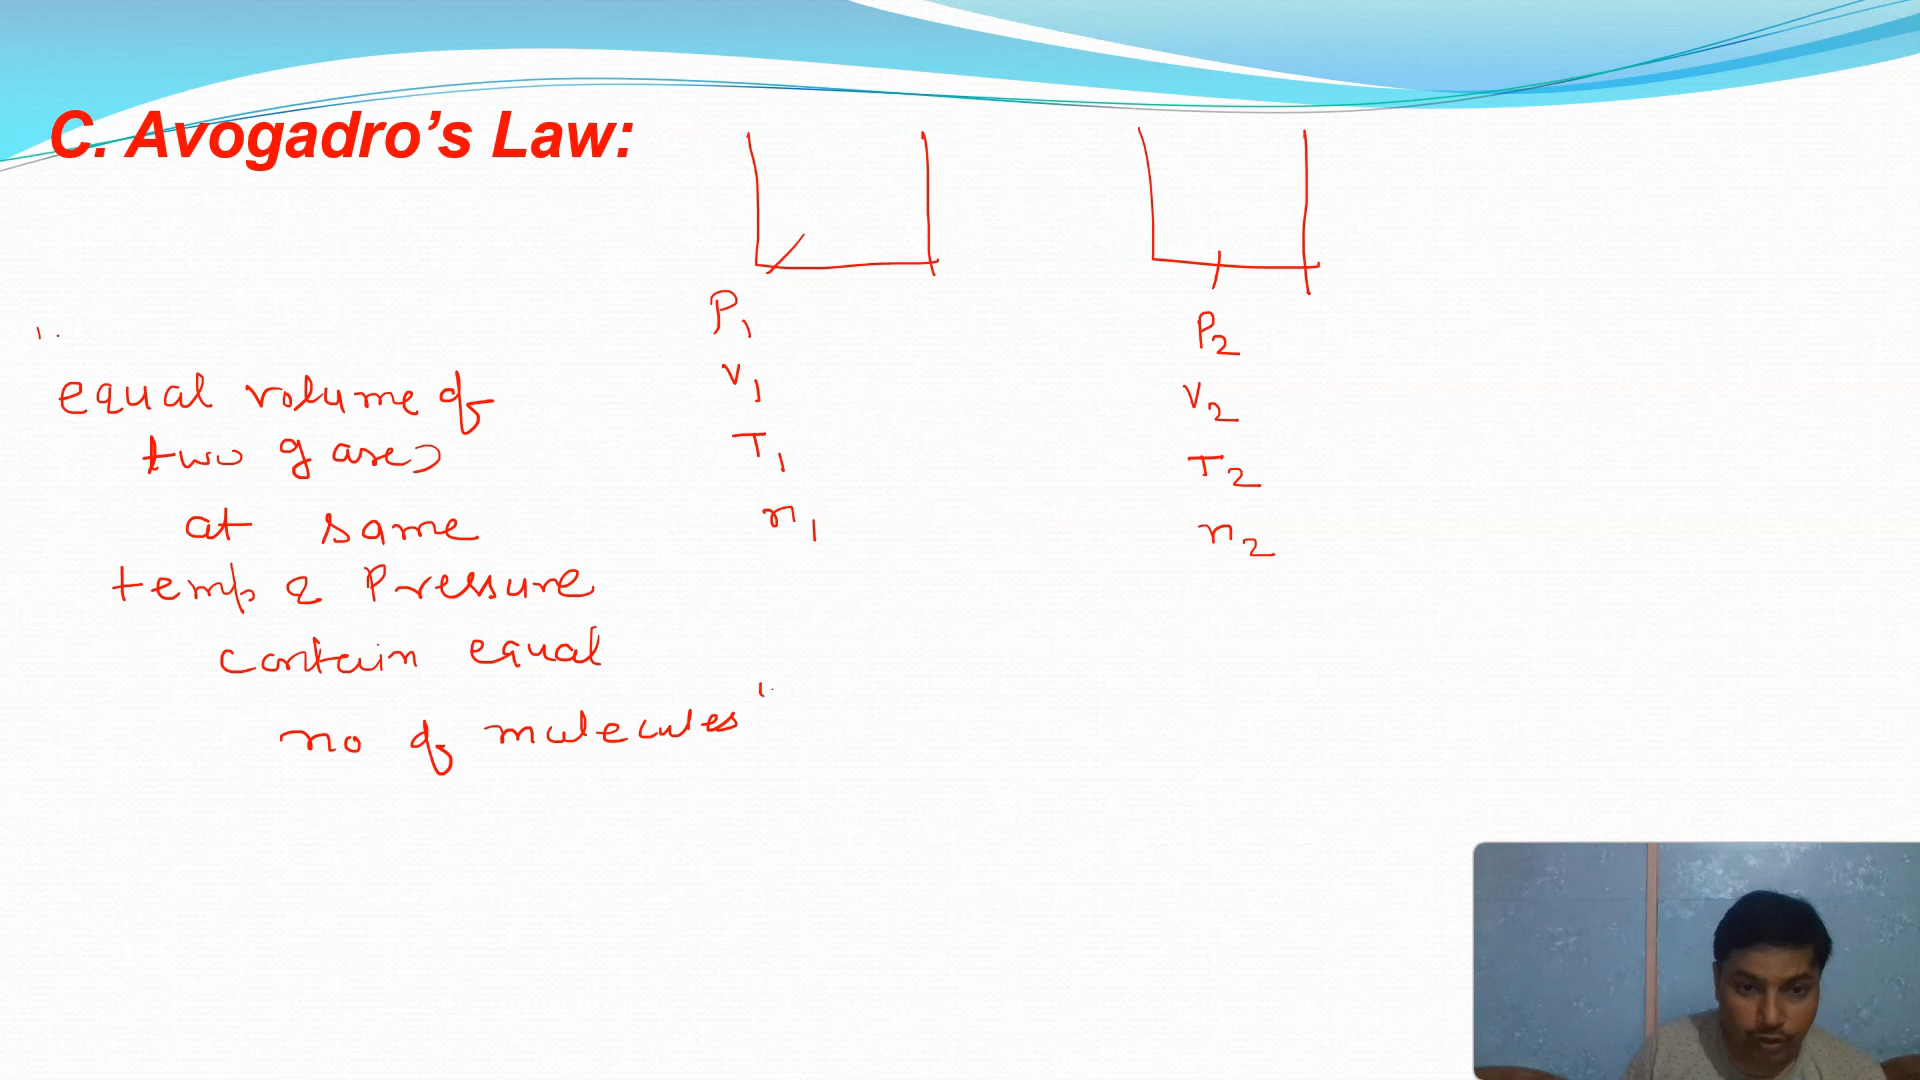 C. Avogadro’s Law:
equal volume of
two gases
at same
temp & Pressure
contain equal
no of molecules"
P1
V1
T1
n1
P2
V2
T2
n2